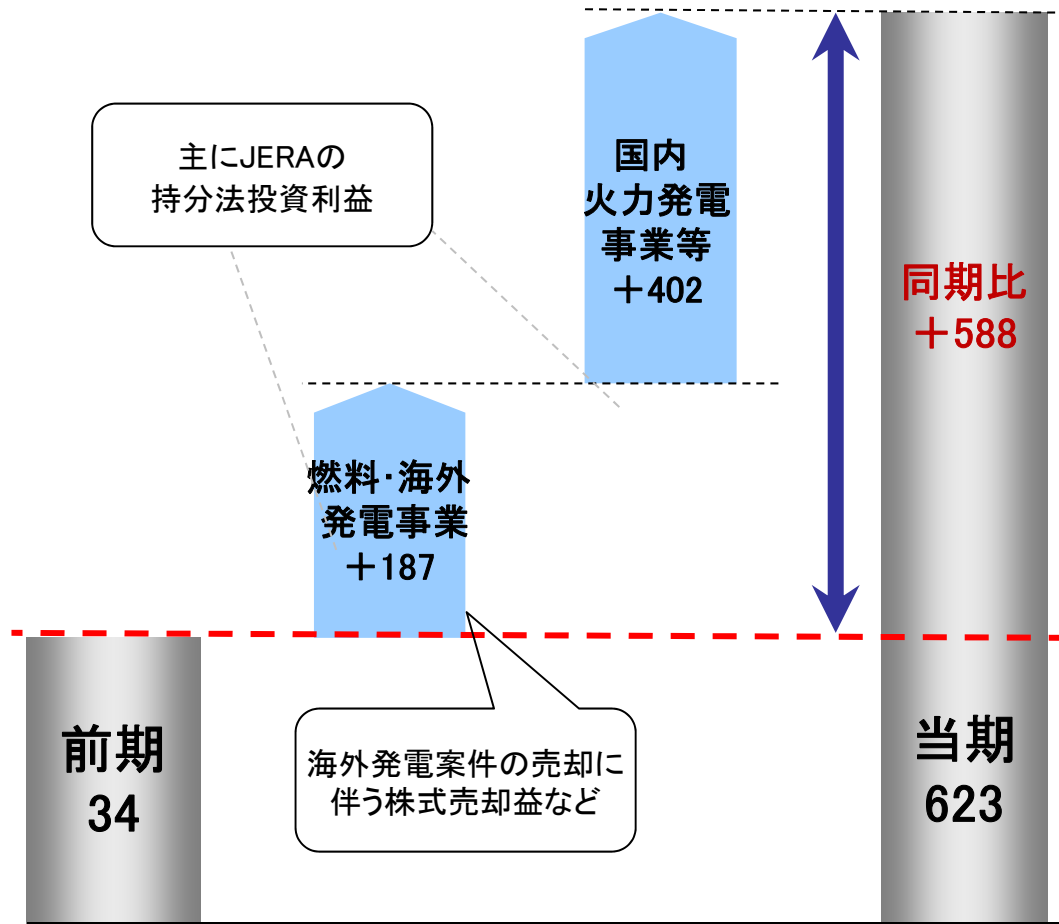 主にJERAの
持分法投資利益
国内
火力発電
事業等
＋402
同期比
＋588
燃料・海外
発電事業
＋187
海外発電案件の売却に
伴う株式売却益など
前期
34
当期
623